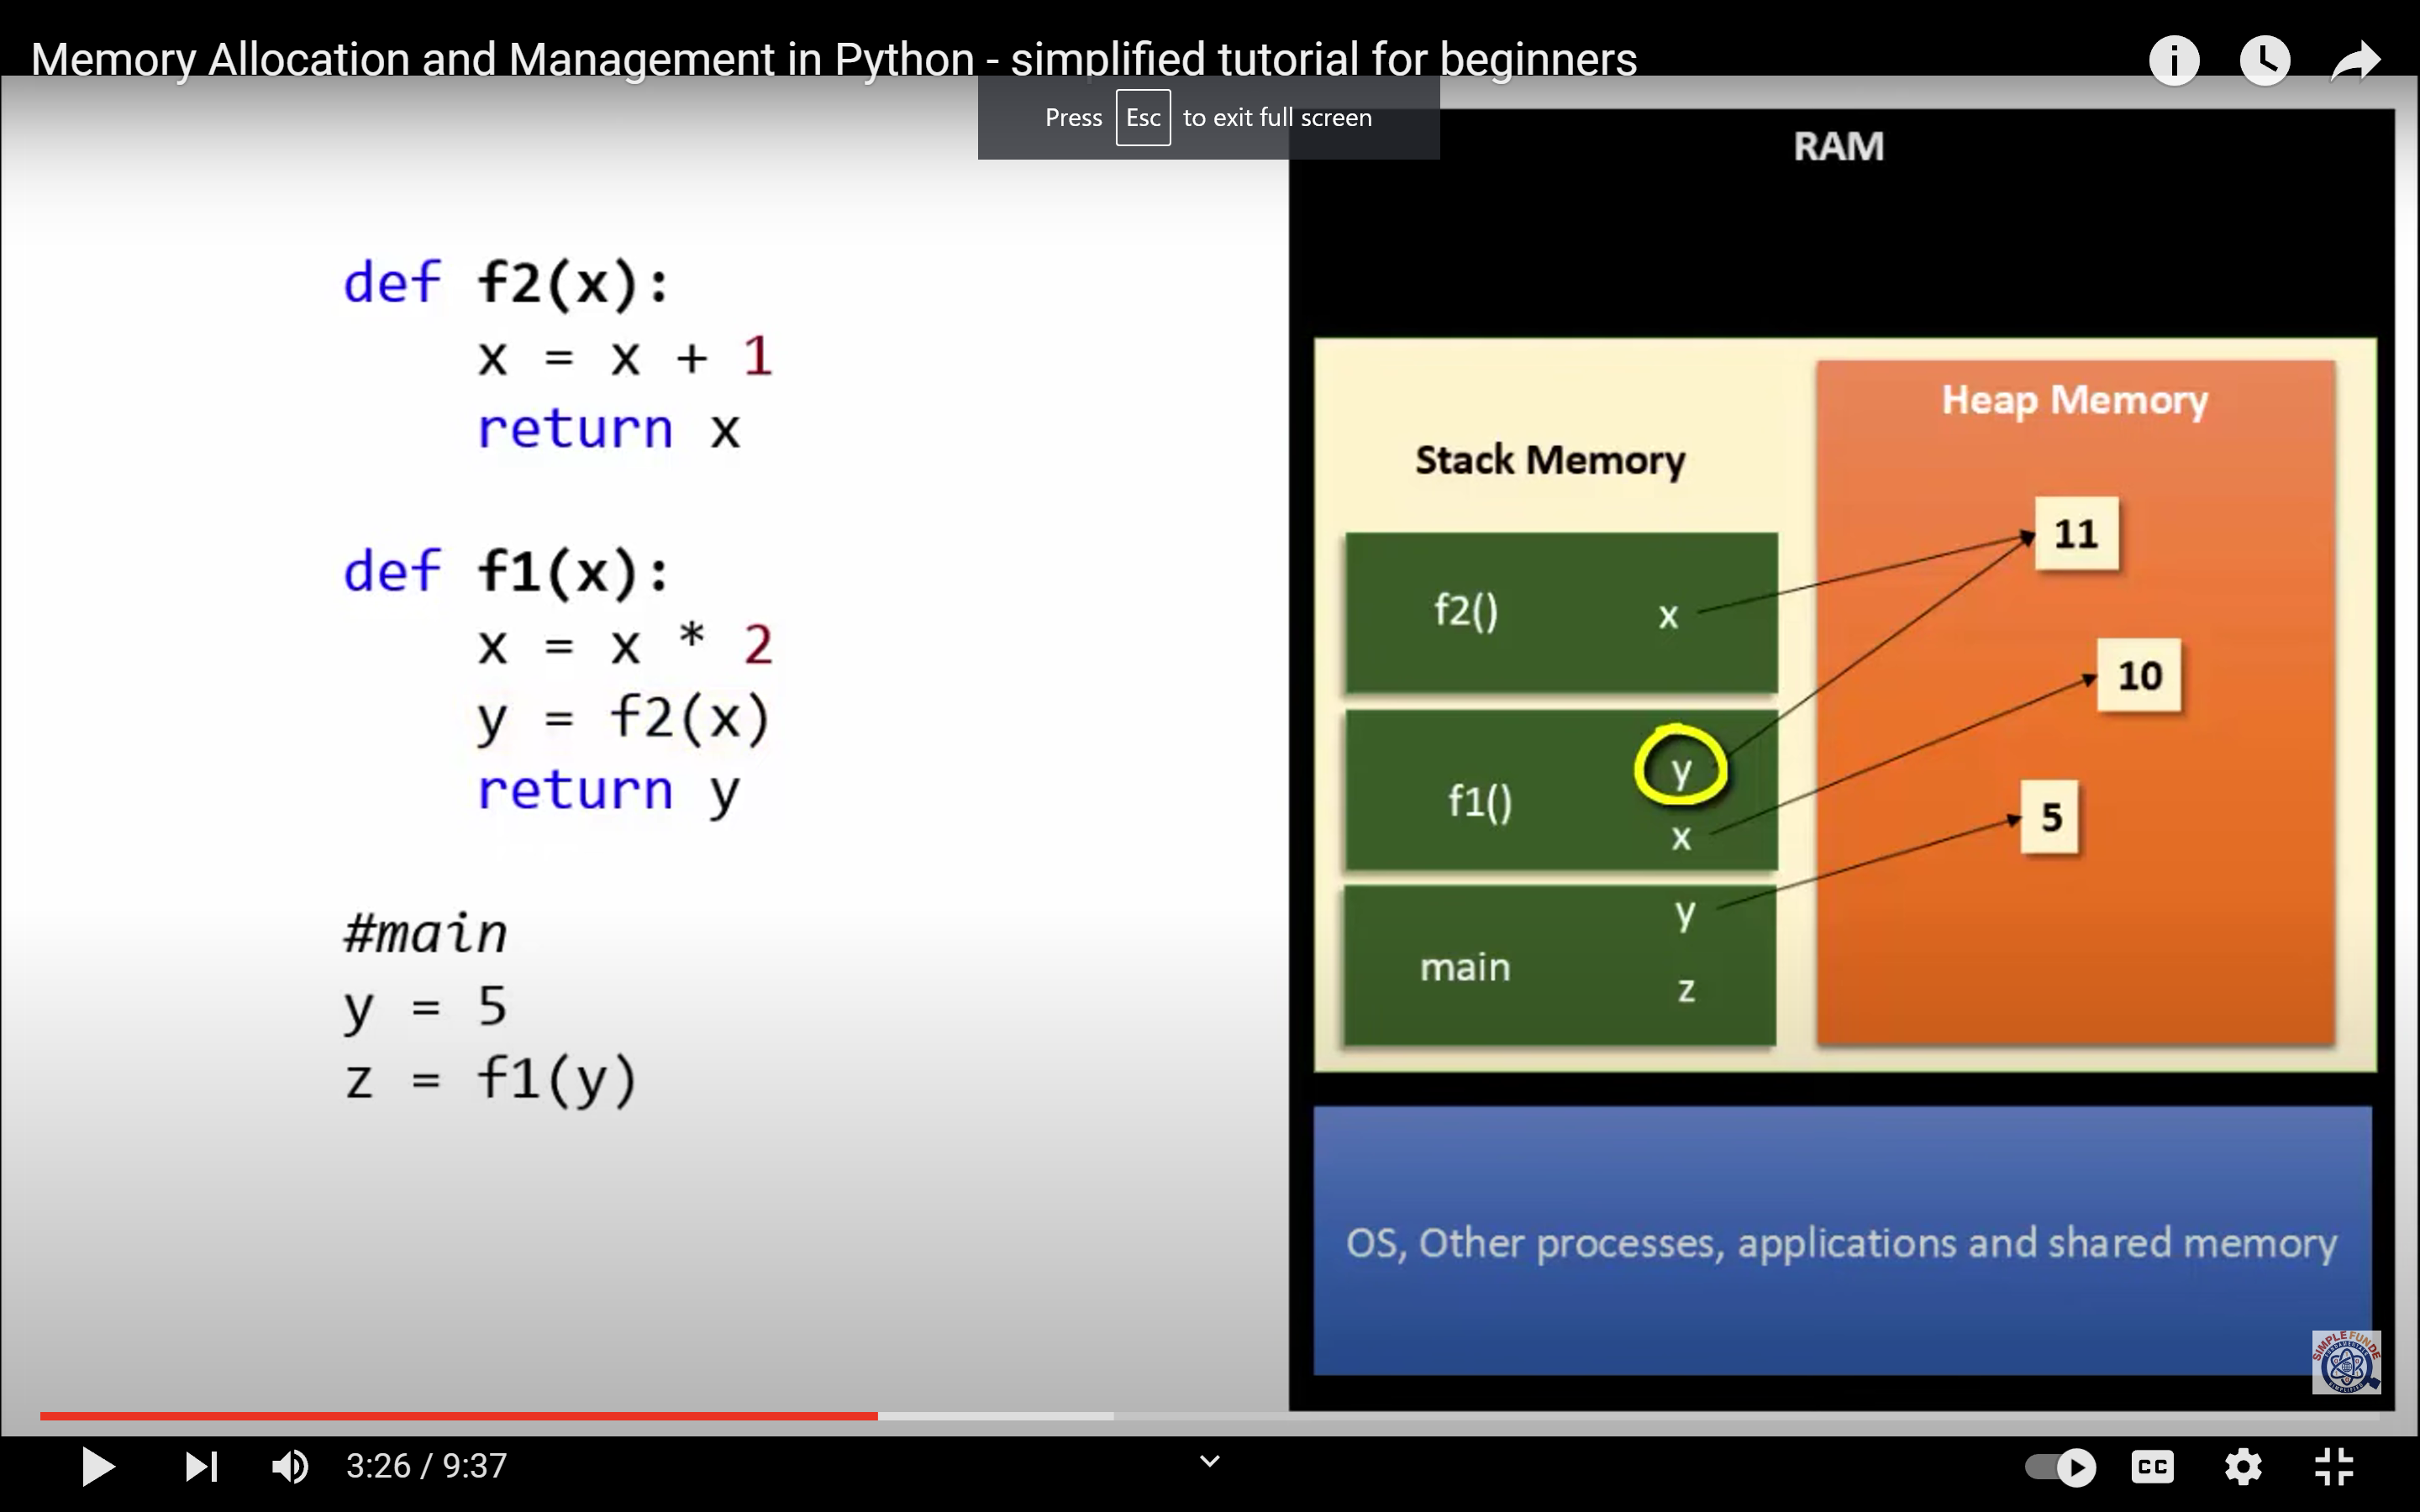 Memory Allocation and Management in Python - simplified tutorial for beginners
Press Esc to exit full screen
def f2(x):
    x = x + 1
    return x
def f1(x):
    x = x * 2
    y = f2(x)
    return y
#main
y = 5
z = f1(y)
RAM
Stack Memory
f2() x
f1() y
x
main y
z
Heap Memory
11
10
5
OS, Other processes, applications and shared memory
3:26 / 9:37
CC